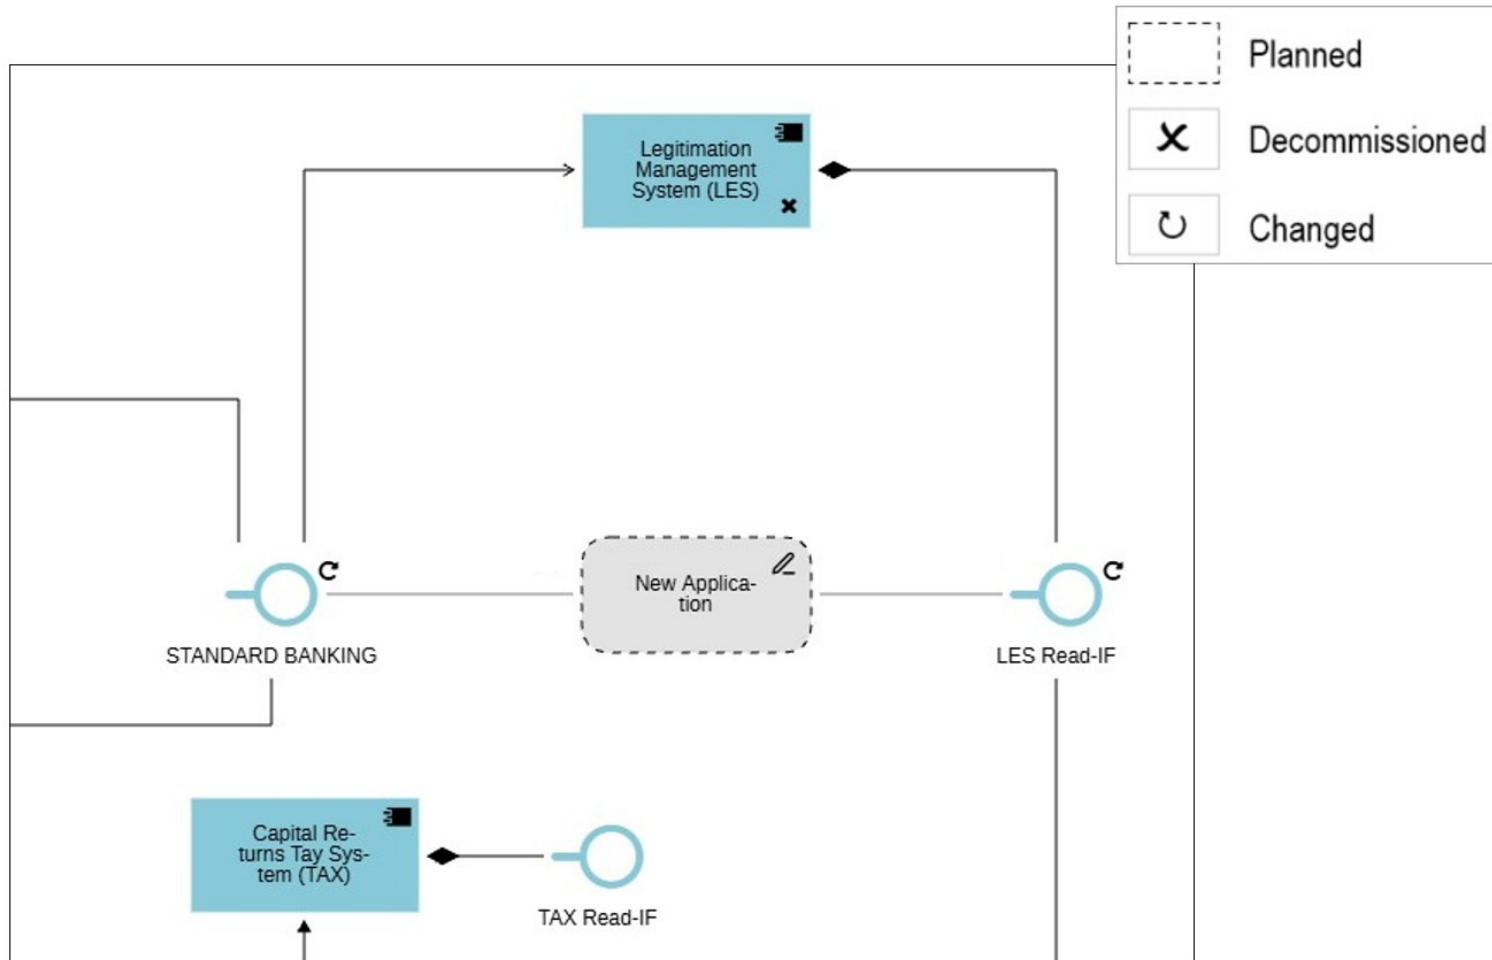 Planned
Decommissioned
Changed
Legitimation
Management
System (LES)
New Applica-
tion
STANDARD BANKING
LES Read-IF
Capital Re-
turns Tay Sys-
tem (TAX)
TAX Read-IF